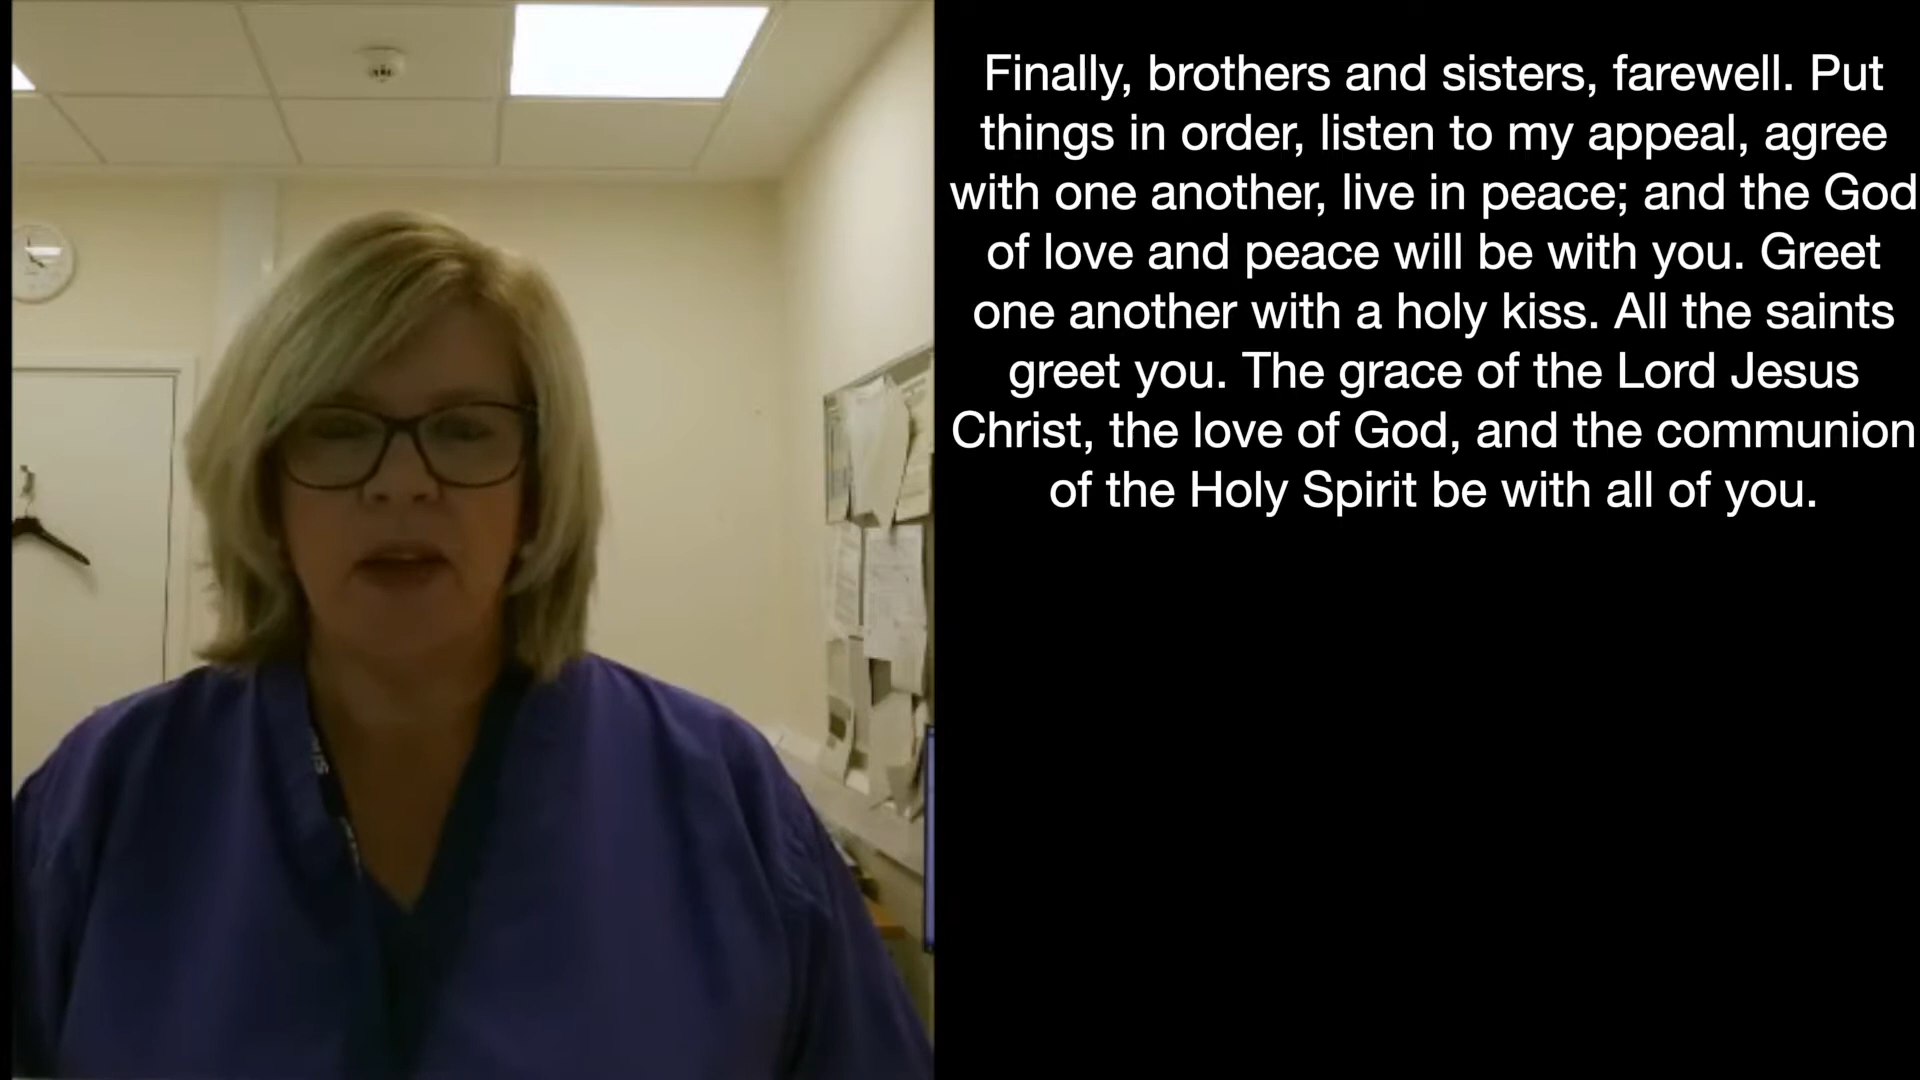 Finally, brothers and sisters, farewell. Put
things in order, listen to my appeal, agree
with one another, live in peace; and the God
of love and peace will be with you. Greet
one another with a holy kiss. All the saints
greet you. The grace of the Lord Jesus
Christ, the love of God, and the communion
of the Holy Spirit be with all of you.